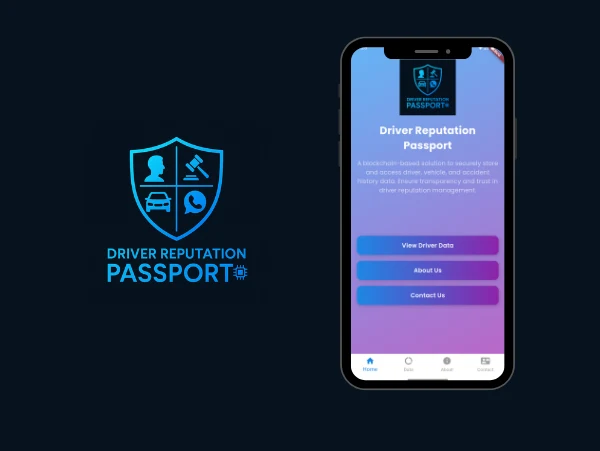 DRIVER REPUTATION
PASSPORT
DRIVER REPUTATION
PASSPORT
Driver Reputation
Passport
A blockchain-based solution to securely store
and access driver, vehicle, and accident
history data. Ensure transparency and trust in
driver reputation management.
View Driver Data
About Us
Contact Us
Home
Data
About
Contact